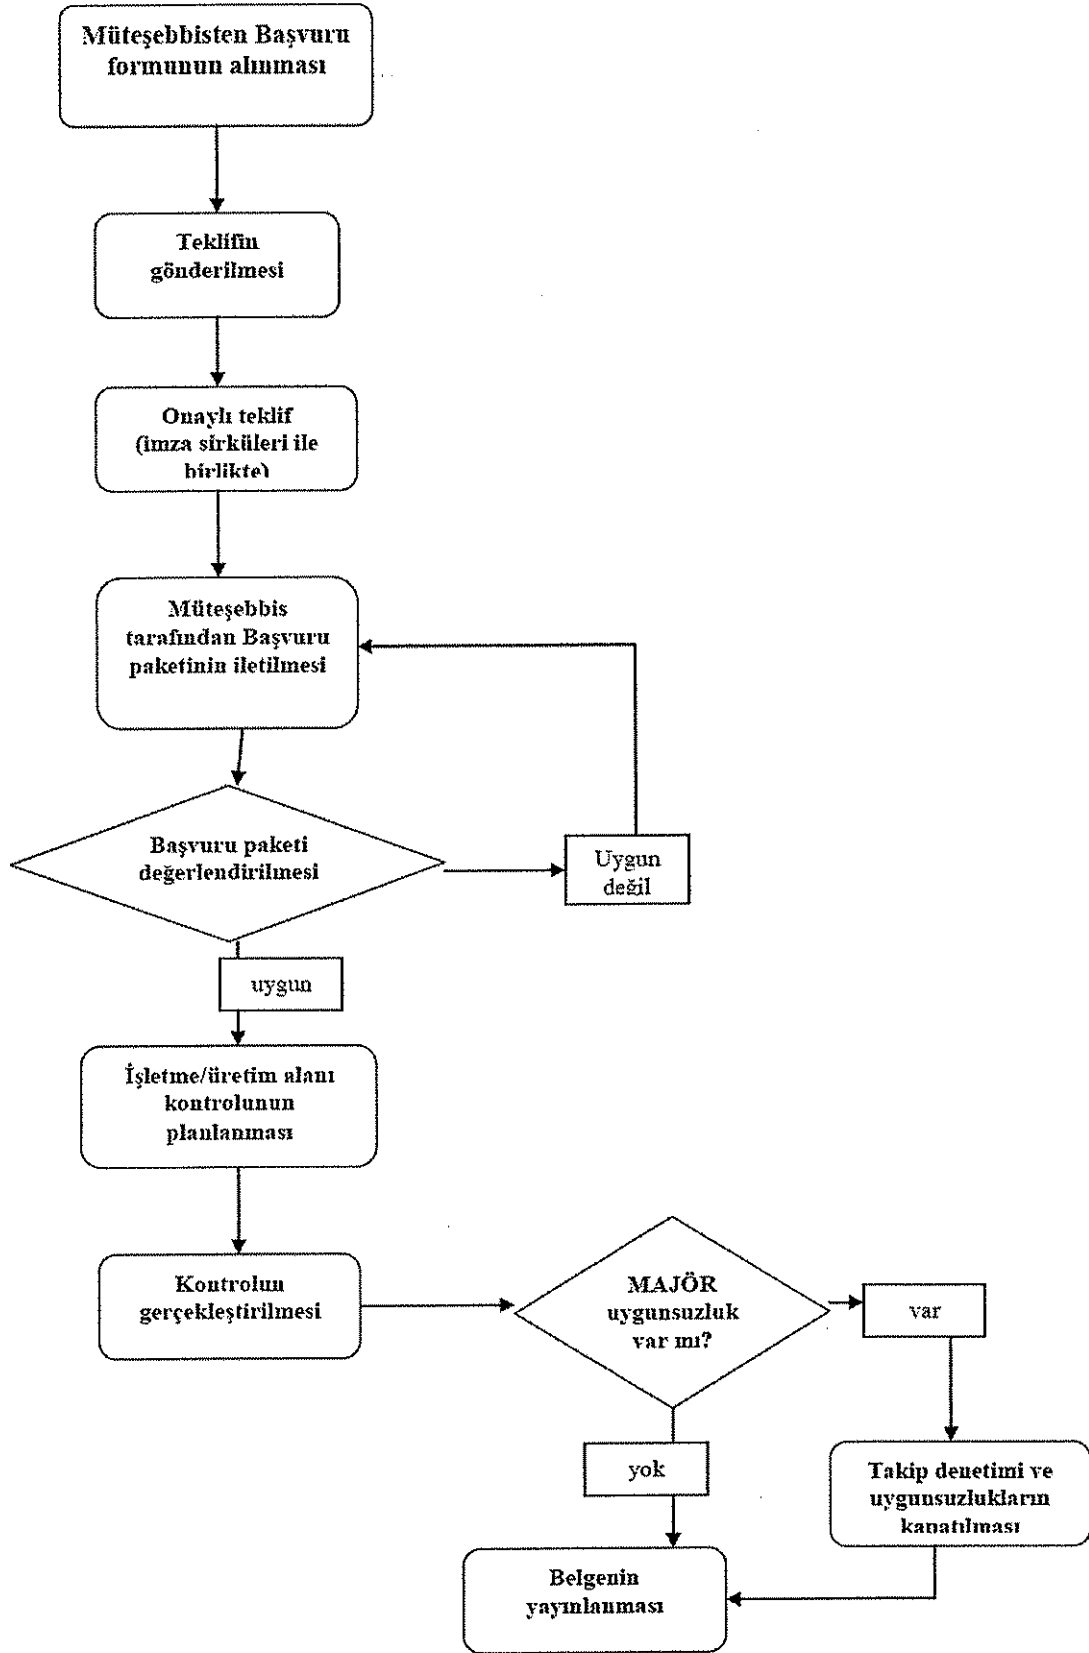 Müteşebbisten Başvuru
formunun alınması
Teklifin
gönderilmesi
Onaylı teklif
(imza sirküleri ile
birlikte)
Müteşebbis
tarafından Başvuru
paketinin iletilmesi
Başvuru paketi
değerlendirilmesi
Uygun
değil
uygun
İşletme/üretim alanı
kontrolunun
planlanması
Kontrolun
gerçekleştirilmesi
MAJÖR
uygunsuzluk
var mı?
var
yok
Takip denetimi ve
uygunsuzlukların
kapatılması
Belgenin
yayınlanması